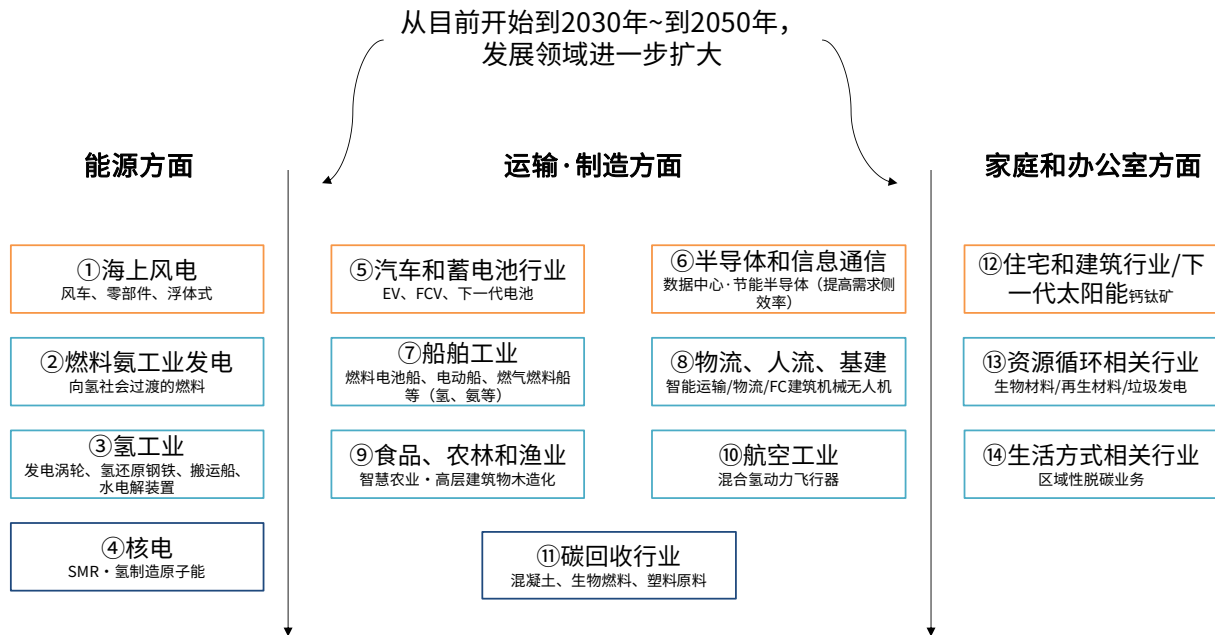 从目前开始到2030年~到2050年，
发展领域进一步扩大
能源方面
运输·制造方面
家庭和办公室方面
①海上风电
风车、零部件、浮体式
⑤汽车和蓄电池行业
EV、FCV、下一代电池
⑥半导体和信息通信
数据中心·节能半导体（提高需求侧
效率）
⑫住宅和建筑行业/下
一代太阳能钙钛矿
②燃料氨工业发电
向氢社会过渡的燃料
⑦船舶工业
燃料电池船、电动船、燃气燃料船
等（氢、氨等）
⑧物流、人流、基建
智能运输/物流/FC建筑机械无人机
⑬资源循环相关行业
生物材料/再生材料/垃圾发电
③氢工业
发电涡轮、氢还原钢铁、搬运船、
水电解装置
⑨食品、农林和渔业
智慧农业・高层建筑物木造化
⑩航空工业
混合氢动力飞行器
⑭生活方式相关行业
区域性脱碳业务
④核电
SMR・氢制造原子能
⑪碳回收行业
混凝土、生物燃料、塑料原料